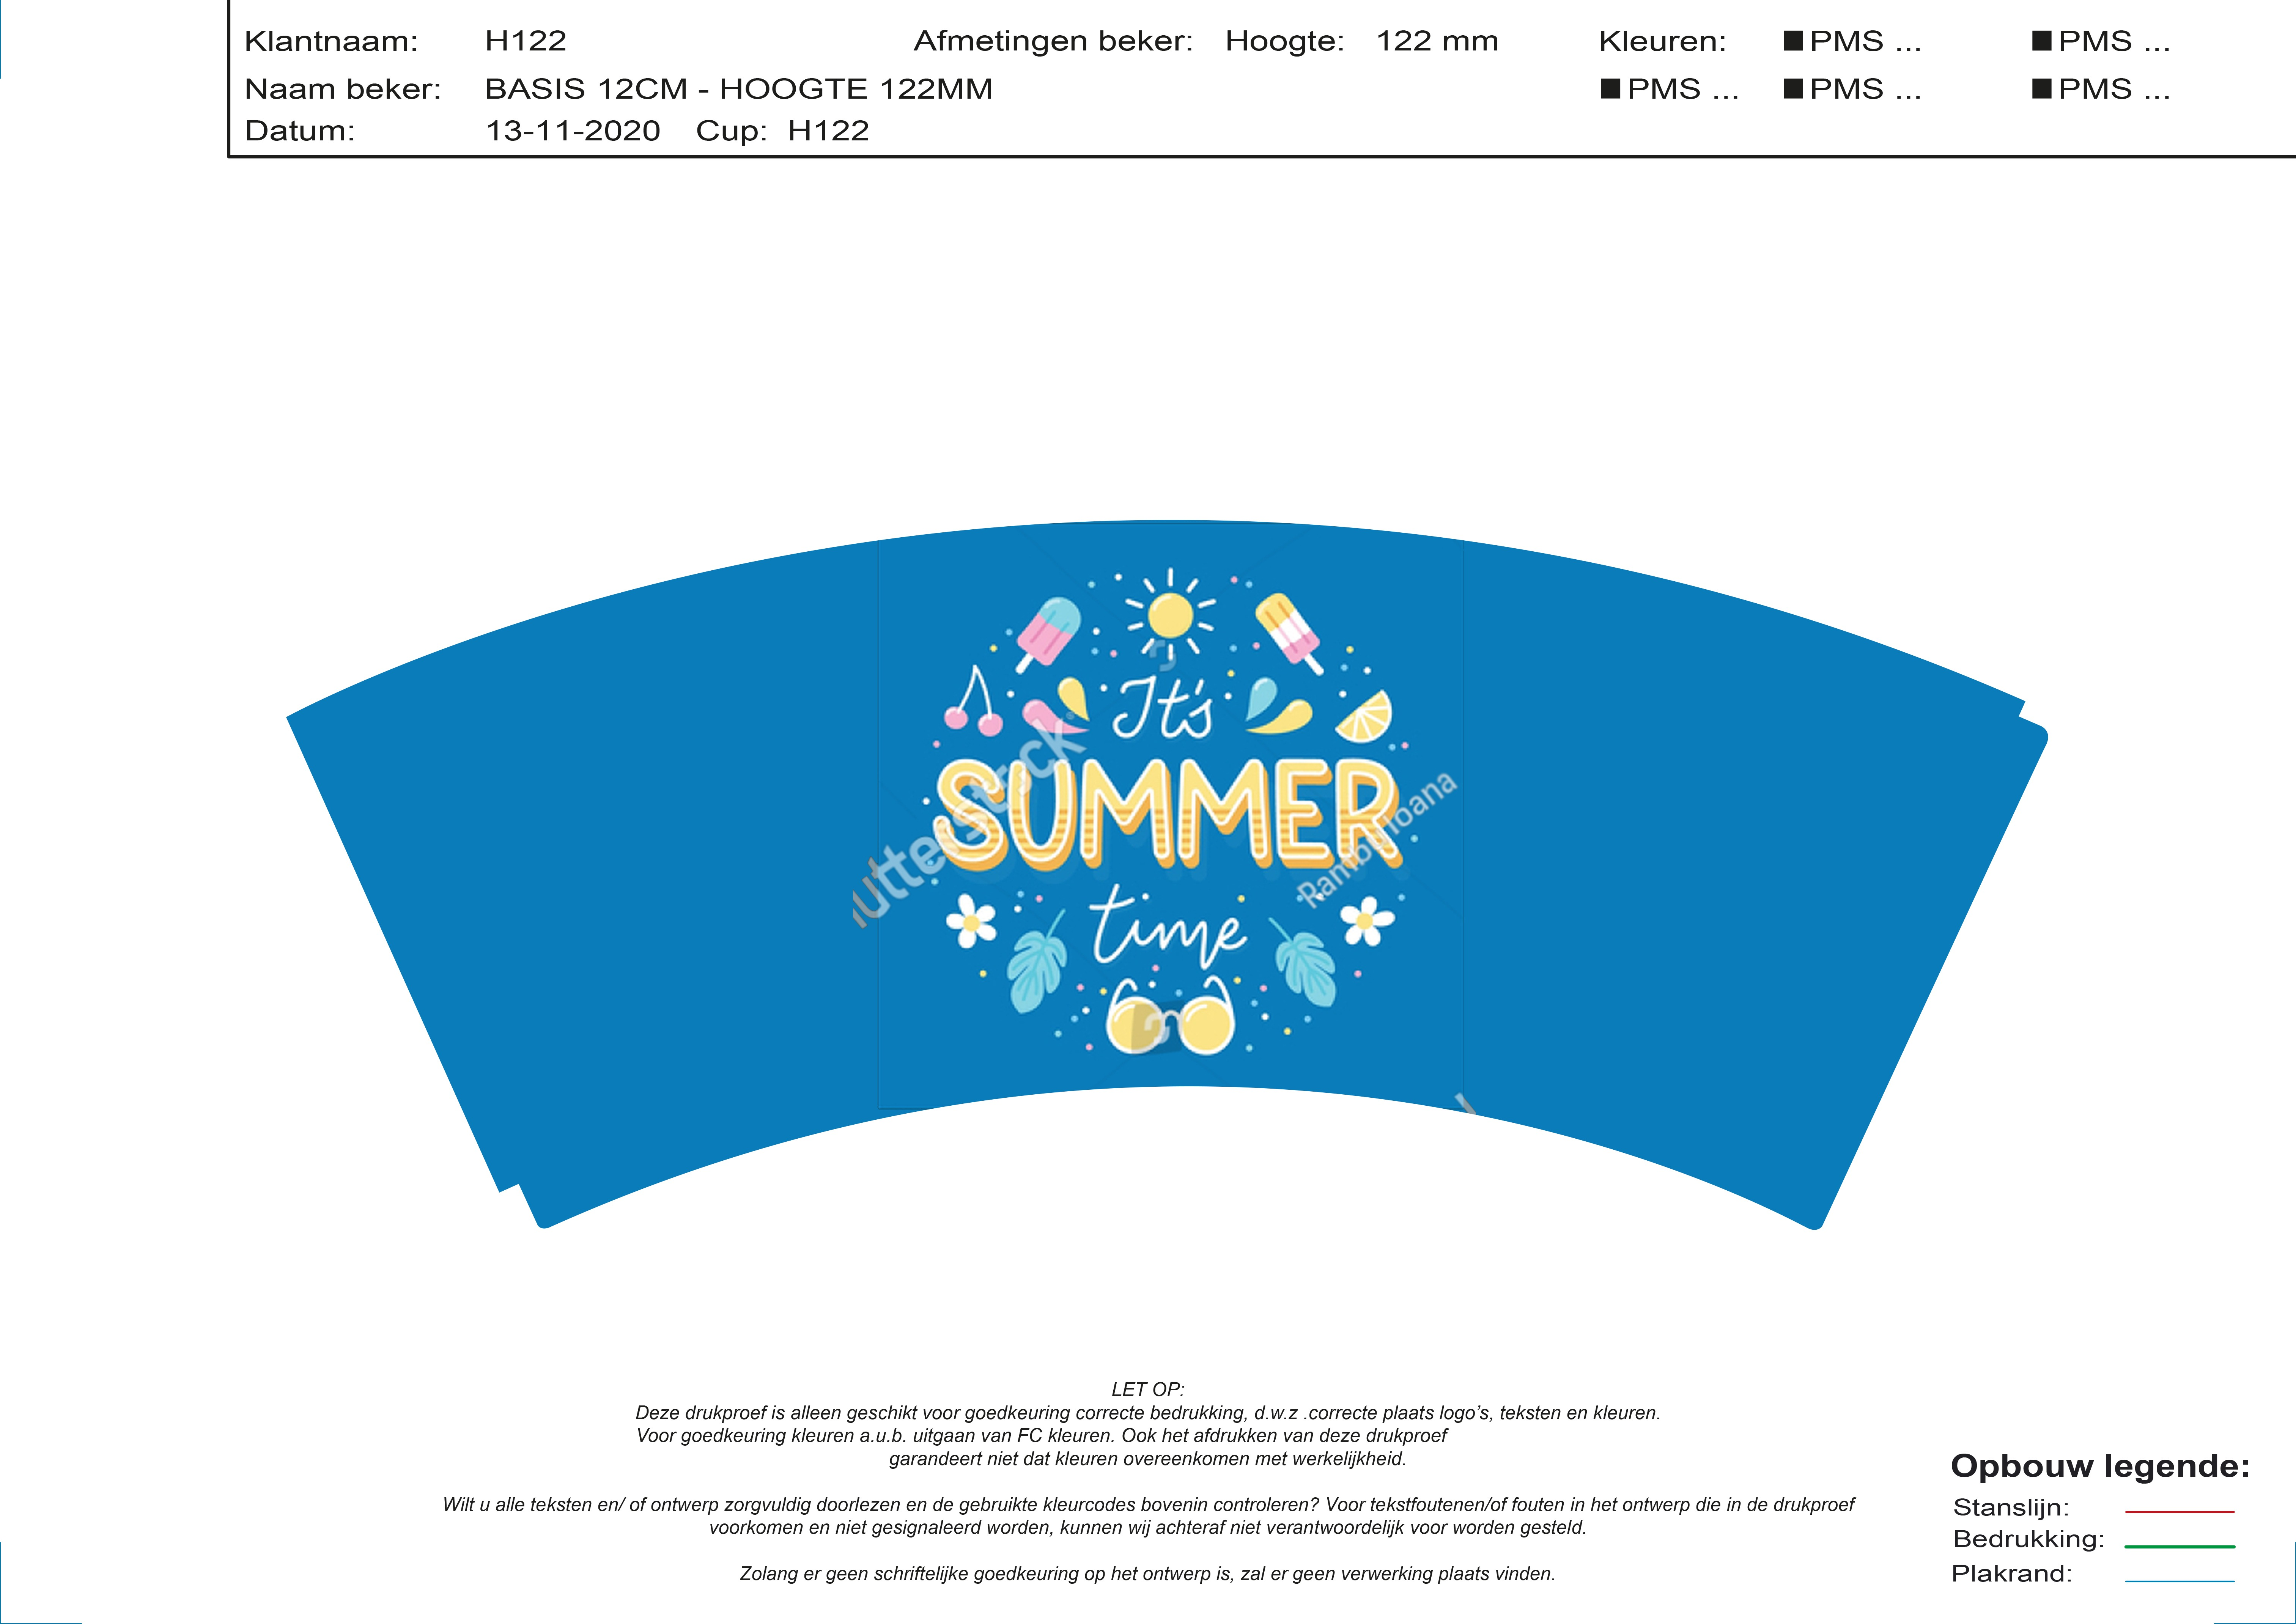 Klantnaam: H122 Afmetingen beker: Hoogte: 122 mm Kleuren: PMS ... PMS ...
Naam beker: BASIS 12CM - HOOGTE 122MM PMS ... PMS ... PMS ...
Datum: 13-11-2020 Cup: H122
It's
SUMMER
time
LET OP:
Deze drukproef is alleen geschikt voor goedkeuring correcte bedrukking, d.w.z .correcte plaats logo's, teksten en kleuren.
Voor goedkeuring kleuren a.u.b. uitgaan van FC kleuren. Ook het afdrukken van deze drukproef
garandeert niet dat kleuren overeenkomen met werkelijkheid.
Wilt u alle teksten en/ of ontwerp zorgvuldig doorlezen en de gebruikte kleurcodes bovenin controleren? Voor tekstfoutenen/of fouten in het ontwerp die in de drukproef
voorkomen en niet gesignaleerd worden, kunnen wij achteraf niet verantwoordelijk voor worden gesteld.
Zolang er geen schriftelijke goedkeuring op het ontwerp is, zal er geen verwerking plaats vinden.
Opbouw legende:
Stanslijn:
Bedrukking:
Plakrand: